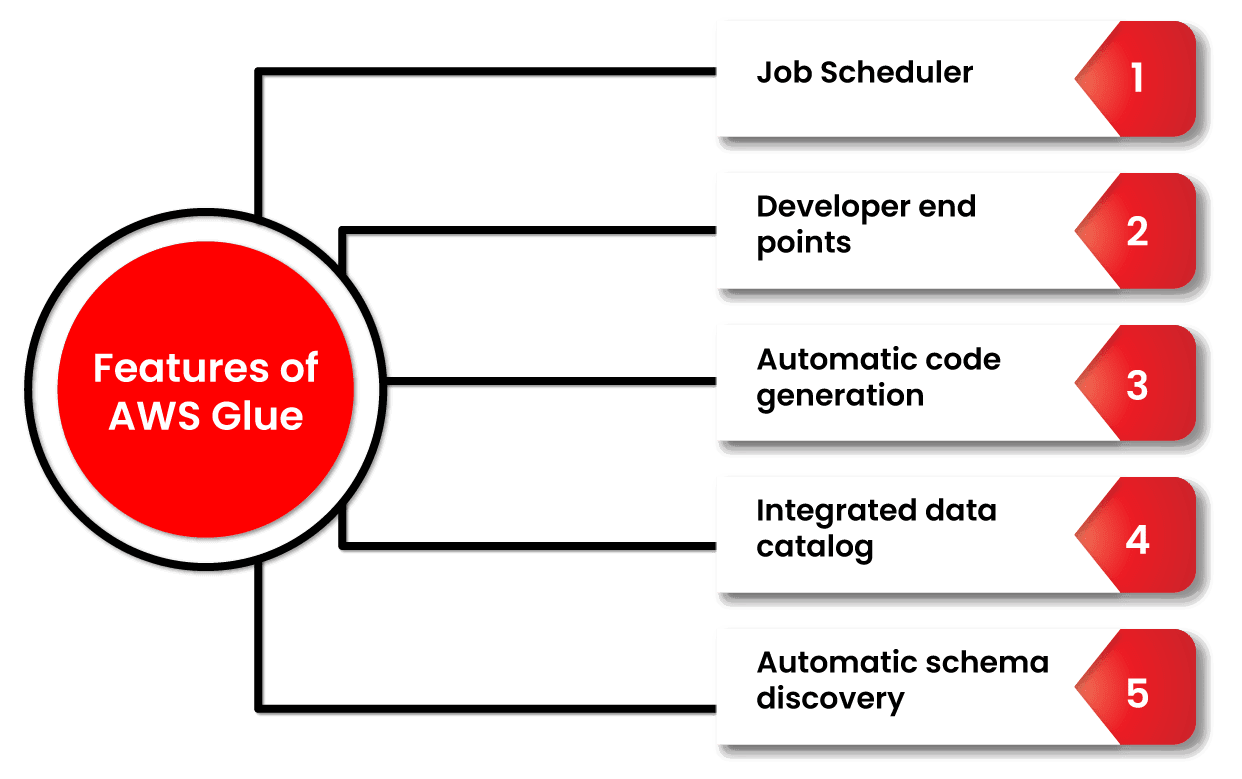 Features of
AWS Glue
Job Scheduler
1
Developer end
points
2
Automatic code
generation
3
Integrated data
catalog
4
Automatic schema
discovery
5